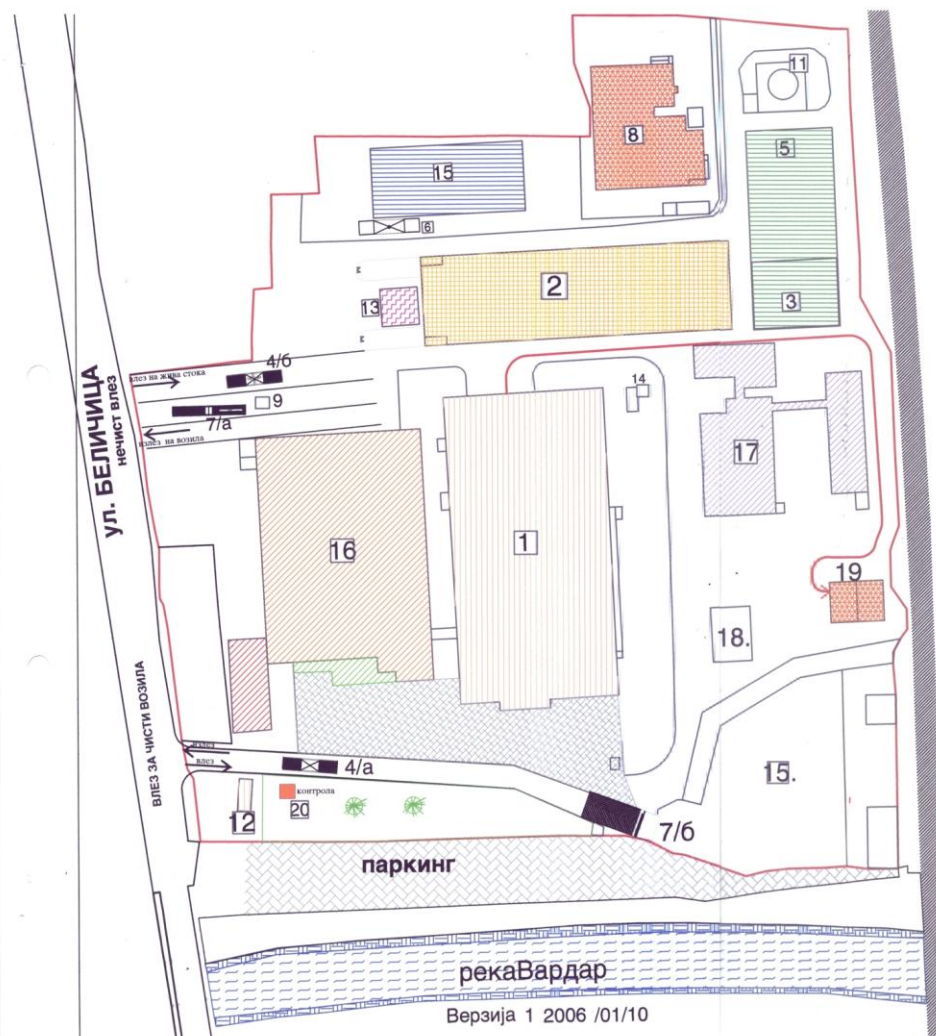 11
8
5
15
6
2
13
3
4/б
влез на жива стока
9
7/а
излез на возила
14
ул. БЕЛИЧИЦА
нечист влез
17
16
1
19
18.
ВЛЕЗ ЗА ЧИСТИ ВОЗИЛА
излез
влез
4/а
15.
контрола
20
12
7/б
паркинг
рекаВардар
Верзија 1 2006 /01/10